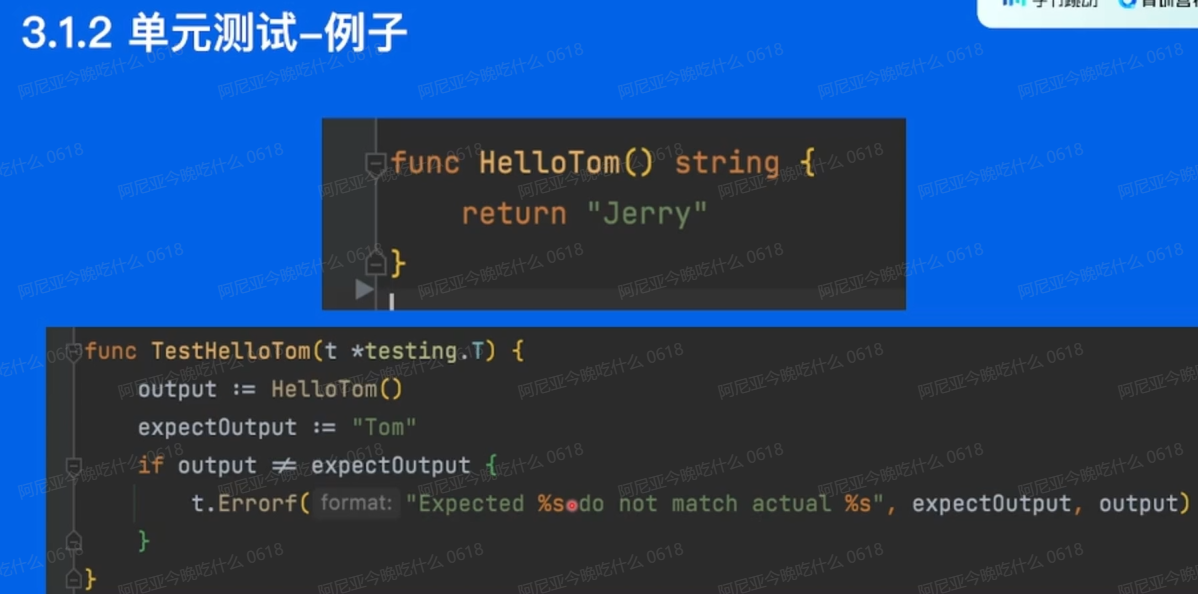 3.1.2 单元测试-例子
func HelloTom() string {
return "Jerry"
}
func TestHelloTom(t *testing.T) {
output := HelloTom()
expectOutput := "Tom"
if output ≠ expectOutput {
t.Errorf( format: "Expected %s do not match actual %s", expectOutput, output)
}
}
阿尼亚今晚吃什么 0618